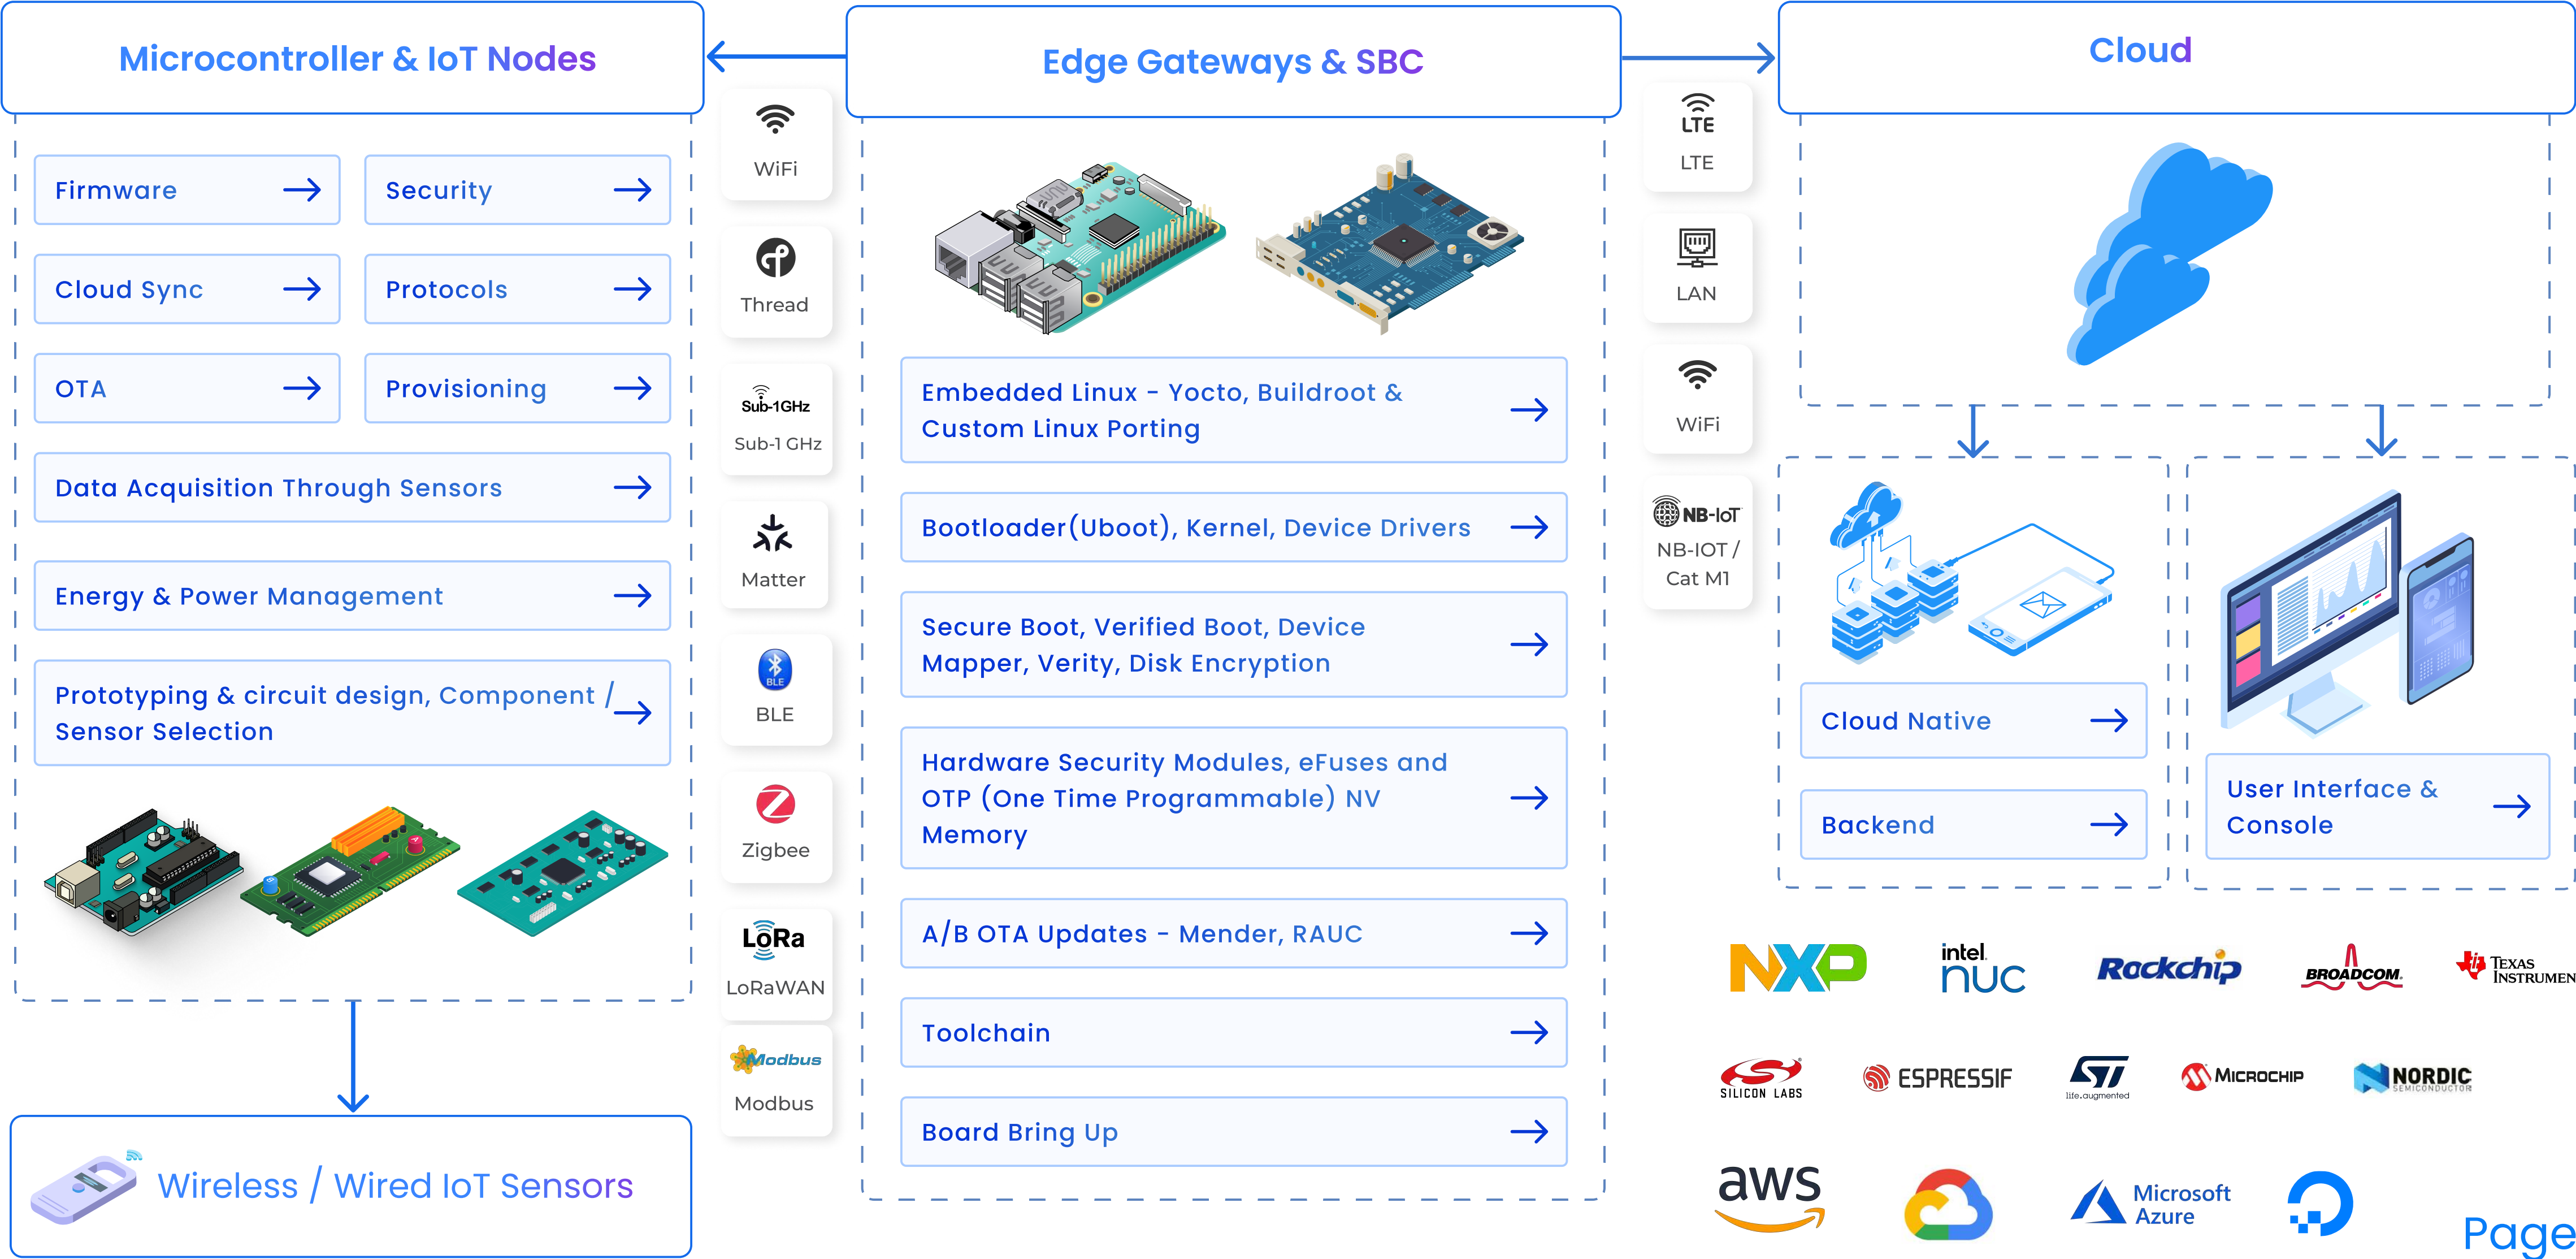 Microcontroller & IoT Nodes
Firmware
Security
Cloud Sync
Protocols
OTA
Provisioning
Data Acquisition Through Sensors
Energy & Power Management
Prototyping & circuit design, Component /
Sensor Selection
Wireless / Wired IoT Sensors
WiFi
Thread
Sub-1GHz
Sub-1 GHz
Matter
BLE
BLE
Zigbee
LoRa
LoRaWAN
Modbus
Modbus
Edge Gateways & SBC
Embedded Linux - Yocto, Buildroot &
Custom Linux Porting
Bootloader(Uboot), Kernel, Device Drivers
Secure Boot, Verified Boot, Device
Mapper, Verity, Disk Encryption
Hardware Security Modules, eFuses and
OTP (One Time Programmable) NV
Memory
A/B OTA Updates - Mender, RAUC
Toolchain
Board Bring Up
LTE
LTE
LAN
WiFi
NB-IoT
NB-IOT /
Cat M1
Cloud
Cloud Native
Backend
User Interface &
Console
NXP
intel.
nuc
Rockchip
BROADCOM.
TEXAS
INSTRUMEN
SILICON LABS
ESPRESSIF
ST
life.augmented
MICROCHIP
NORDIC
SEMICONDUCTOR
aws
Microsoft
Azure
Page